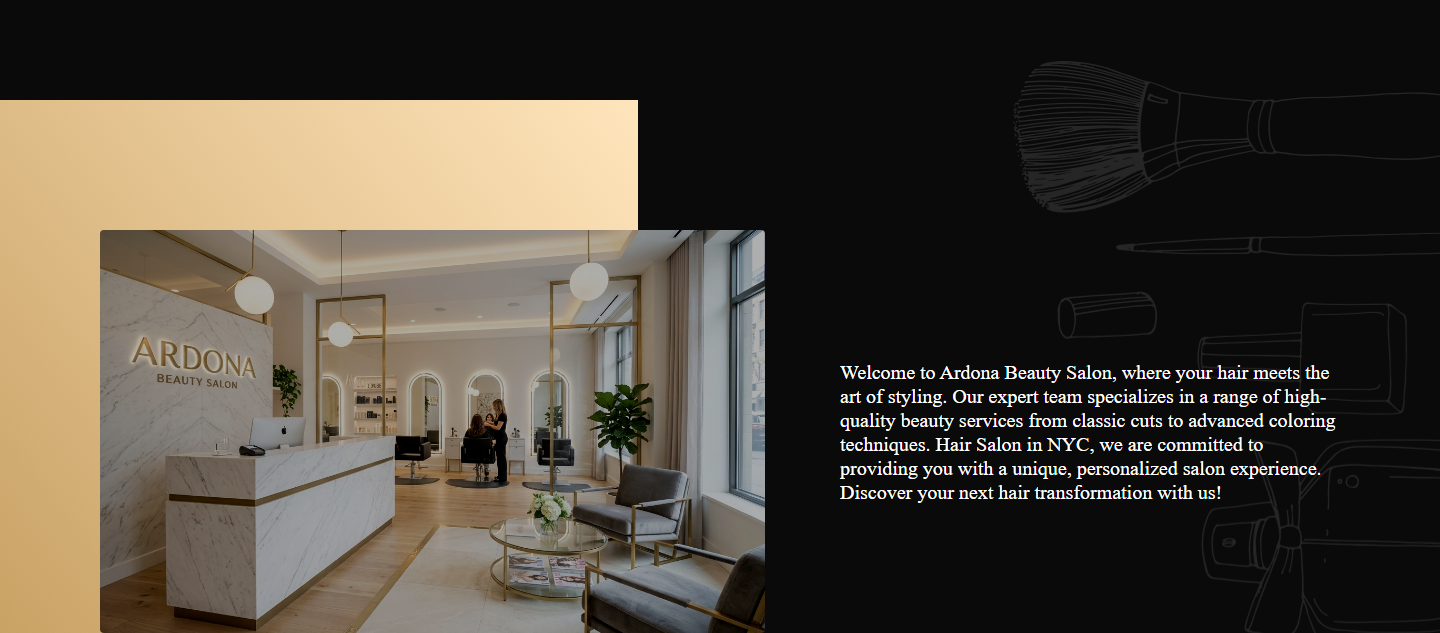 ARDONA
BEAUTY SALON
Welcome to Ardona Beauty Salon, where your hair meets the
art of styling. Our expert team specializes in a range of high-
quality beauty services from classic cuts to advanced coloring
techniques. Hair Salon in NYC, we are committed to
providing you with a unique, personalized salon experience.
Discover your next hair transformation with us!